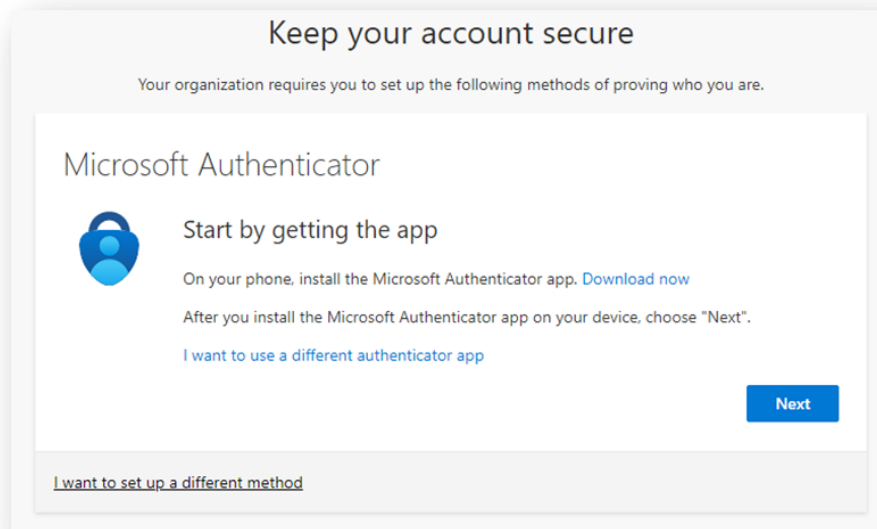 Keep your account secure
Your organization requires you to set up the following methods of proving who you are.
Microsoft Authenticator
Start by getting the app
On your phone, install the Microsoft Authenticator app. Download now
After you install the Microsoft Authenticator app on your device, choose "Next".
I want to use a different authenticator app
Next
I want to set up a different method